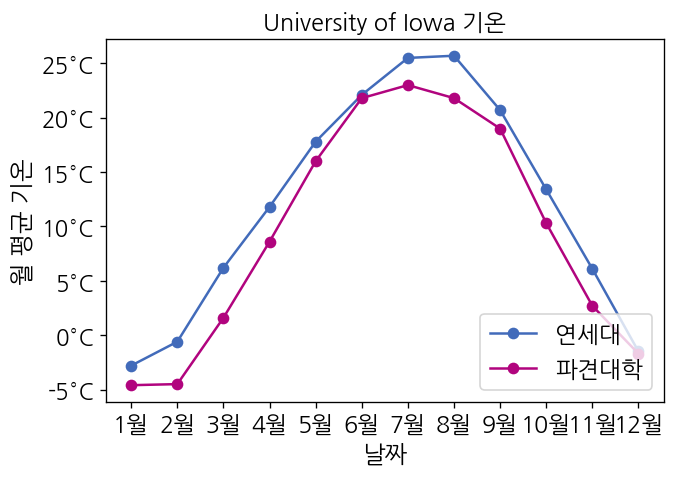 University of Iowa 기온
월 평균 기온
25°C
20°C
15°C
10°C
5°C
0°C
-5°C
1월 2월 3월 4월 5월 6월 7월 8월 9월 10월 11월 12월
날짜
연세대
파견대학